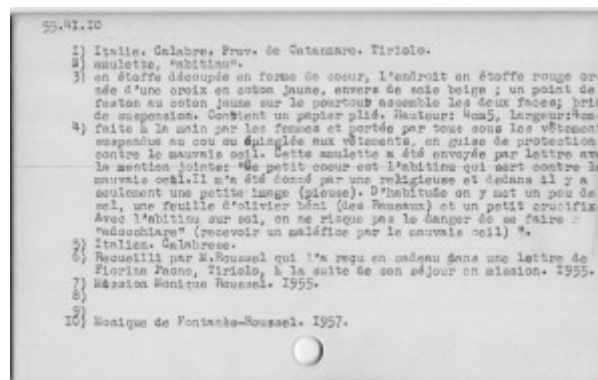 55.41.10
1) Italie. Calabre. Prov. de Catanzaro. Tiriolo.
2) amulette, "abitinu".
3) en étoffe découpée en forme de coeur, l'endroit en étoffe rouge or
née d'une croix en coton jaune, envers de soie beige ; un point de
feston au coton jaune sur le pourtour assemble les deux faces; brid
de suspension. Contient un papier plié. Hauteur: 4cm5, largeur:4cm
4) faite à la main par les femmes et portée par tous sous les vêtement
suspendue au cou ou épinglée aux vêtements, en guise de protection
contre le mauvais oeil. Cette amulette a été envoyée par lettre ave
la mention jointe: "Ce petit coeur est l'abitinu qui sert contre le
mauvais oeil.Il m'a été donné par une religieuse et dedans il y a
seulement une petite image (pieuse). D'habitude on y met un peu de
sel, une feuille d'olivier béni (des Rameaux) et un petit crucifix
Avec l'abitinu sur soi, on ne risque pas le danger de se faire
"adocchiare" (recevoir un maléfice par le mauvais oeil) ".
5) Italien. Calabrese.
6) Recueilli par M.Roussel qui l'a reçu en cadeau dans une lettre de
Fiorina Paone, Tiriolo, à la suite de son séjour en mission. 1955.
7) Mission Monique Roussel. 1955.
8)
9)
10) Monique de Fontanès-Roussel. 1957.